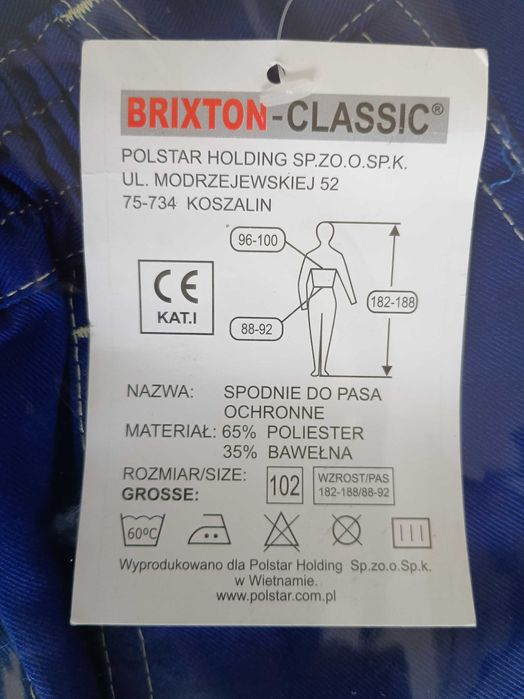 BRIXTON-CLASSIC®
POLSTAR HOLDING SP.ZO.O.SP.K.
UL. MODRZEJEWSKIEJ 52
75-734 KOSZALIN
96-100
182-188
88-92
CE
KAT.I
NAZWA: SPODNIE DO PASA
OCHRONNE
MATERIAŁ: 65% POLIESTER
35% BAWEŁNA
ROZMIAR/SIZE:
GROSSE:
102
WZROST/PAS
182-188/88-92
60ºC
Wyprodukowano dla Polstar Holding Sp.zo.o.Sp.k.
w Wietnamie.
www.polstar.com.pl